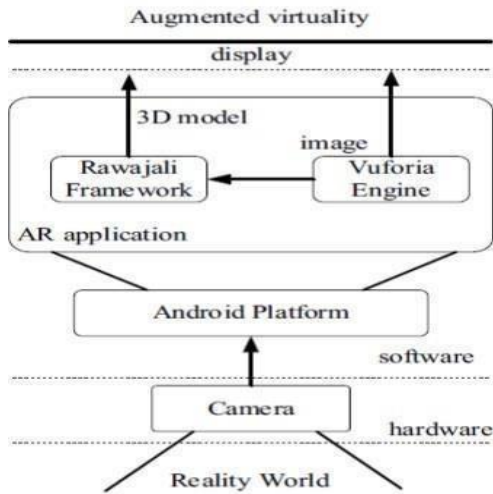 Augmented virtuality
display
3D model
image
Rawajali
Framework
Vuforia
Engine
AR application
Android Platform
software
Camera
hardware
Reality World